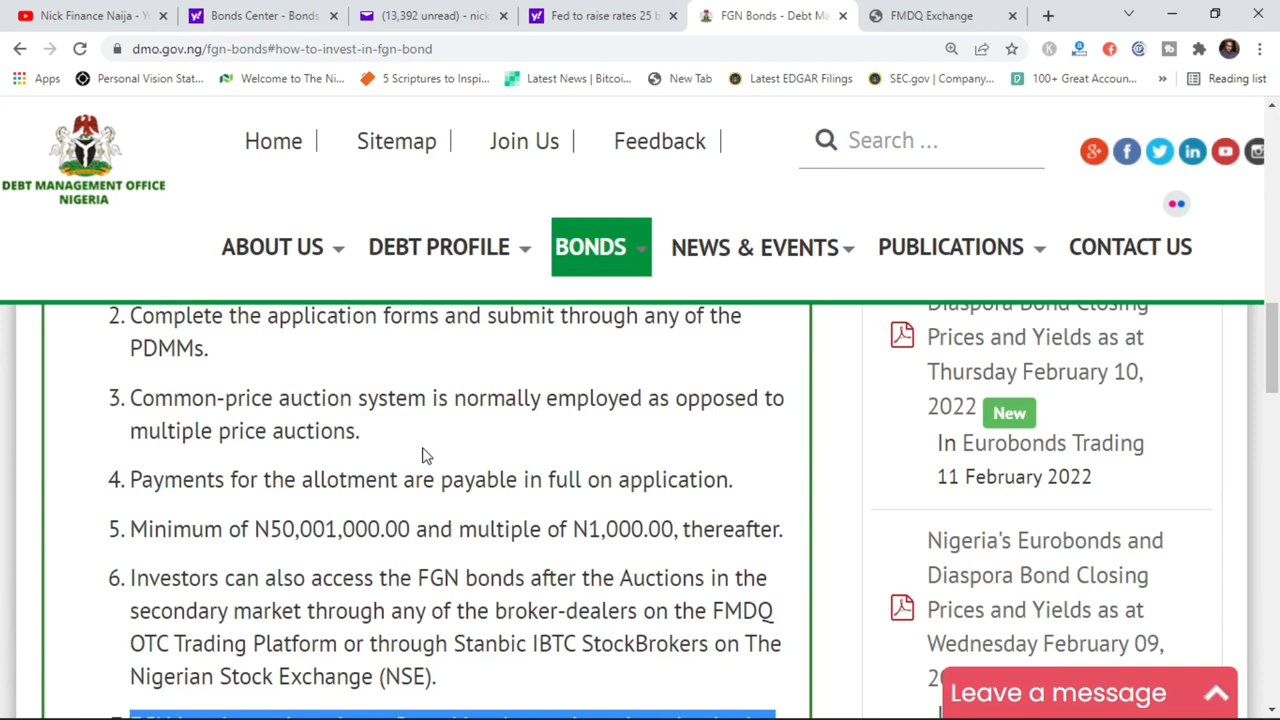 Nick Finance Naija - Y
Bonds Center - Bonds
(13,392 unread) - nick
Fed to raise rates 25 b
FGN Bonds - Debt Ma
FMDQ Exchange
dmo.gov.ng/fgn-bonds#how-to-invest-in-fgn-bond
Apps
Personal Vision Stat...
Welcome to The Ni...
5 Scriptures to Inspi...
Latest News | Bitcoi...
New Tab
Latest EDGAR Filings
SEC.gov | Company...
100+ Great Accoun...
»
Reading list
DEBT MANAGEMENT OFFICE
NIGERIA
Home
Sitemap
Join Us
Feedback
Search ...
ABOUT US
DEBT PROFILE
BONDS
NEWS & EVENTS
PUBLICATIONS
CONTACT US
2. Complete the application forms and submit through any of the
PDMMs.
3. Common-price auction system is normally employed as opposed to
multiple price auctions.
4. Payments for the allotment are payable in full on application.
5. Minimum of N50,001,000.00 and multiple of N1,000.00, thereafter.
6. Investors can also access the FGN bonds after the Auctions in the
secondary market through any of the broker-dealers on the FMDQ
OTC Trading Platform or through Stanbic IBTC StockBrokers on The
Nigerian Stock Exchange (NSE).
Diaspora Bond Closing
Prices and Yields as at
Thursday February 10,
2022 New
In Eurobonds Trading
11 February 2022
Nigeria's Eurobonds and
Diaspora Bond Closing
Prices and Yields as at
Wednesday February 09,
Leave a message